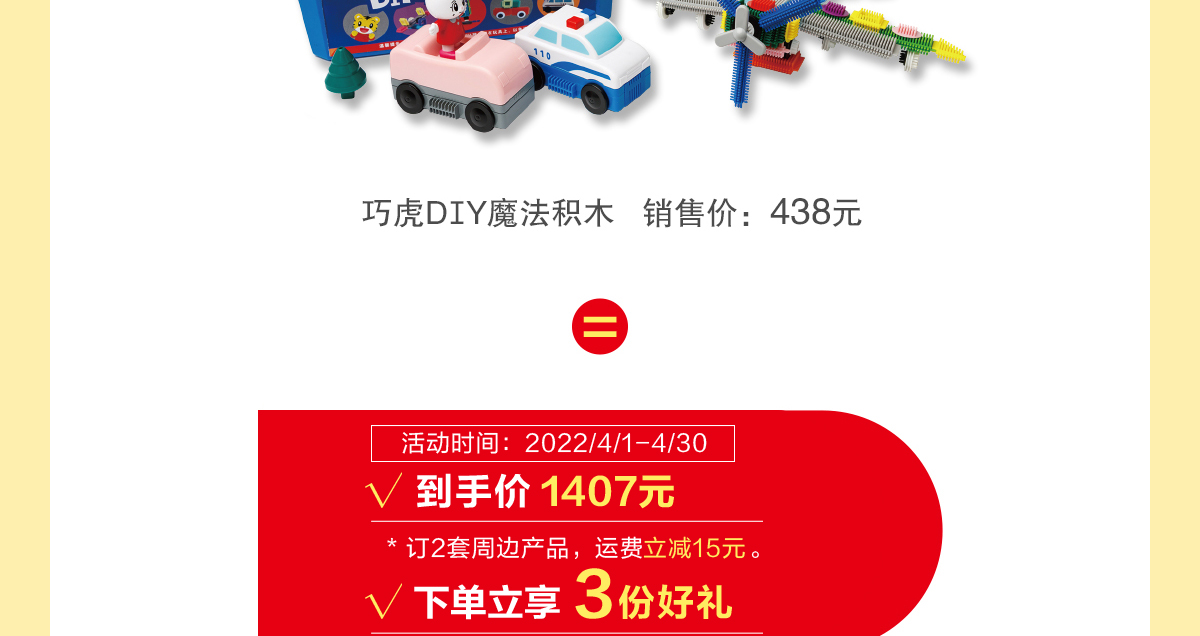 110
巧虎DIY魔法积木 销售价：438元
活动时间：2022/4/1-4/30
到手价 1407元
* 订2套周边产品，运费立减15元。
下单立享 3份好礼